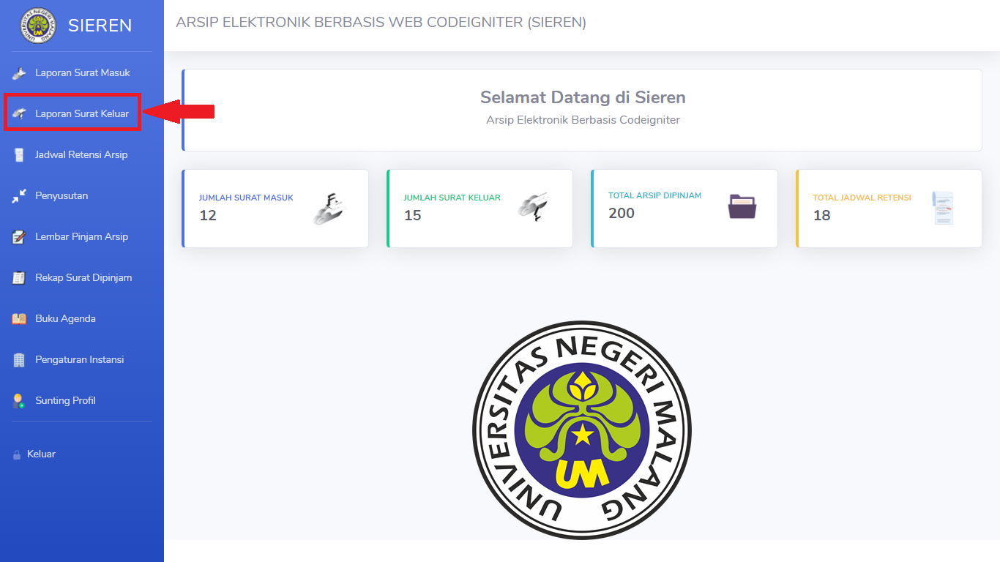 SIEREN
ARSIP ELEKTRONIK BERBASIS WEB CODEIGNITER (SIEREN)
Laporan Surat Masuk
Laporan Surat Keluar
Jadwal Retensi Arsip
Penyusutan
Lembar Pinjam Arsip
Rekap Surat Dipinjam
Buku Agenda
Pengaturan Instansi
Sunting Profil
Keluar
Selamat Datang di Sieren
Arsip Elektronik Berbasis Codeigniter
JUMLAH SURAT MASUK
12
JUMLAH SURAT KELUAR
15
TOTAL ARSIP DIPINJAM
200
TOTAL JADWAL RETENSI
18
UNIVERSITAS NEGERI MALANG
UM